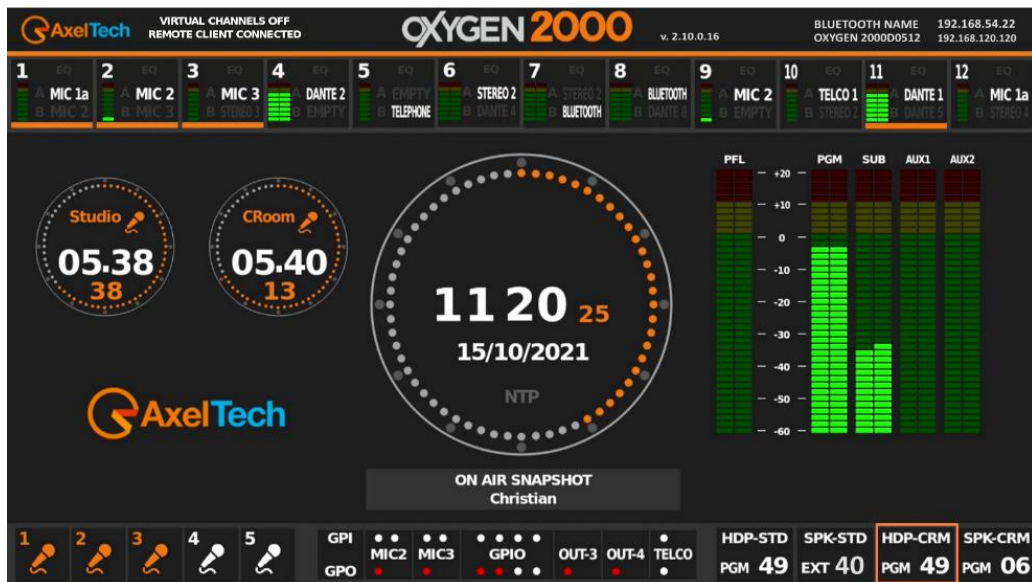 AxelTech
VIRTUAL CHANNELS OFF
REMOTE CLIENT CONNECTED
OXYGEN 2000
v. 2.10.0.16
BLUETOOTH NAME 192.168.54.22
OXYGEN 2000D0512 192.168.120.120
1 EQ
A MIC 1a
B MIC 2
2 EQ
A MIC 2
B MIC 3
3 EQ
A MIC 3
B STEREO 3
4 EQ
A DANTE 2
B EMPTY
5 EQ
A EMPTY
B TELEPHONE
6 EQ
A STEREO 2
B DANTE 4
7 EQ
A STEREO 2
B BLUETOOTH
8 EQ
A BLUETOOTH
B DANTE 8
9 EQ
A MIC 2
B EMPTY
10 EQ
A TELCO 1
B STEREO 2
11 EQ
A DANTE 1
B DANTE 5
12 EQ
A MIC 1a
B STEREO 4
Studio
05.38
38
CRoom
05.40
13
11 20 25
15/10/2021
NTP
AxelTech
PFL PGM SUB AUX1 AUX2
+20
+10
0
-10
-20
-30
-40
-50
-60
ON AIR SNAPSHOT
Christian
1 2 3 4 5
GPI
MIC2 MIC3 GPIO OUT-3 OUT-4 TELCO
GPO
HDP-STD SPK-STD HDP-CRM SPK-CRM
PGM 49 EXT 40 PGM 49 PGM 06